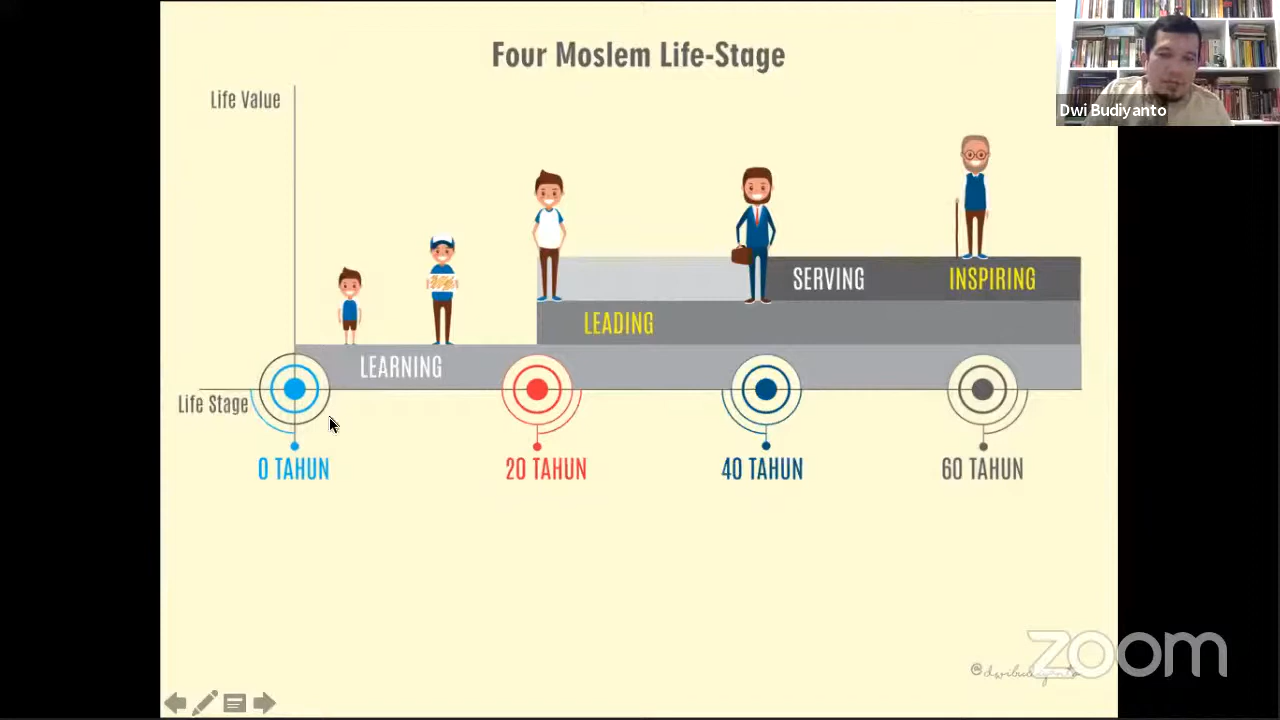 Four Moslem Life-Stage
Dwi Budiyanto
Life Value
SERVING
INSPIRING
LEADING
LEARNING
Life Stage
0 TAHUN
20 TAHUN
40 TAHUN
60 TAHUN
@dwibudiyanto
zoom